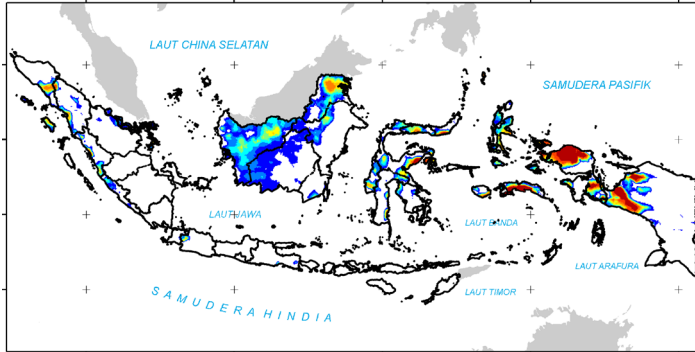 LAUT CHINA SELATAN
SAMUDERA PASIFIK
LAUT JAWA
LAUT BANDA
LAUT ARAFURA
LAUT TIMOR
SAMUDERA HINDIA